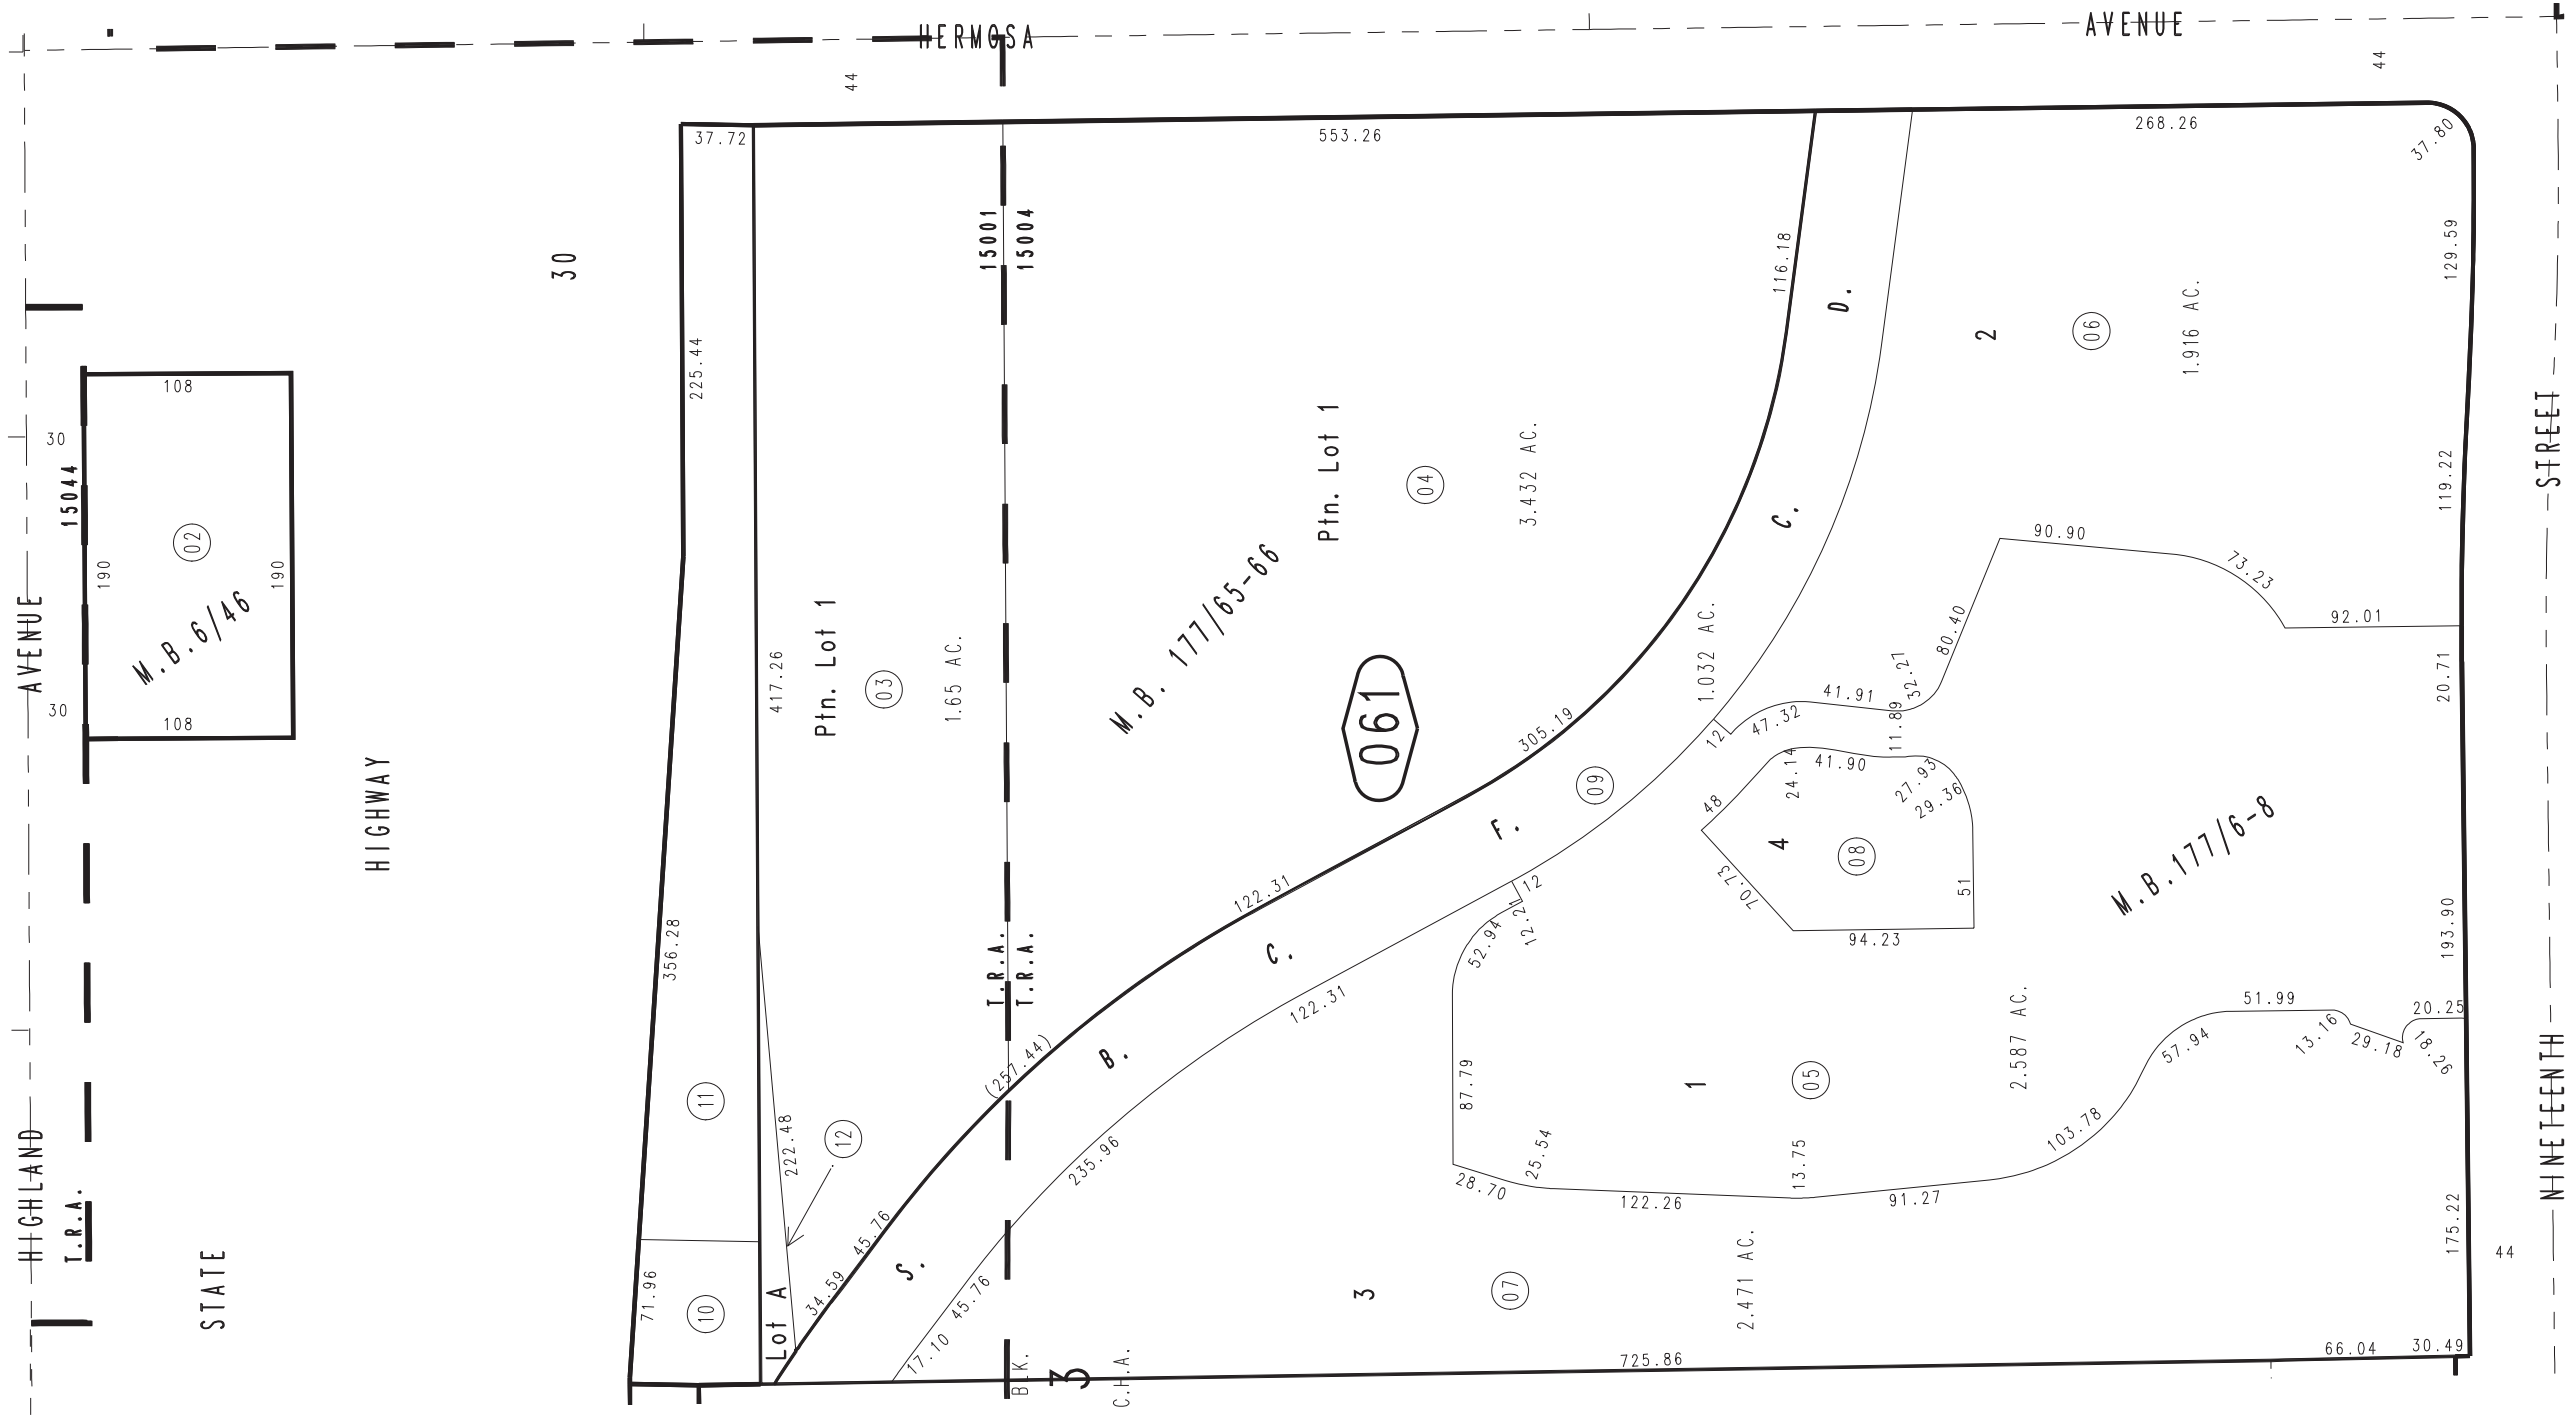 HERMOSA
AVENUE
44
44
37.72
553.26
268.26
37.80
15001
15004
30
116.18
D.
129.59
2
06
1.916 AC.
225.44
108
30
15044
02
190
190
M.B.6/46
30
108
AVENUE
HIGHLAND
T.R.A.
HIGHWAY
STATE
Ptn. Lot 1
04
3.432 AC.
C.
119.22
STREET
90.90
73.23
92.01
80.40
M.B. 177/65-66
Ptn. Lot 1
03
1.65 AC.
417.26
061
1.032 AC.
305.19
09
12
47.32
41.91
32.27
11.89
20.71
48
24.14
41.90
27.93
29.36
4
08
70.73
51
94.23
F.
122.31
12
12.21
52.94
M.B.177/6-8
193.90
C.
122.31
T.R.A.
T.R.A.
356.28
(257.44)
B.
87.79
1
05
2.587 AC.
51.99
20.25
13.16
29.18
18.26
57.94
103.78
NINETEENTH
11
222.48
12
235.96
28.70
25.54
122.26
13.75
91.27
175.22
44
45.76
34.59
S.
45.76
17.10
71.96
10
Lot A
3
07
2.471 AC.
725.86
66.04
30.49
BLK.
3
C.H.A.